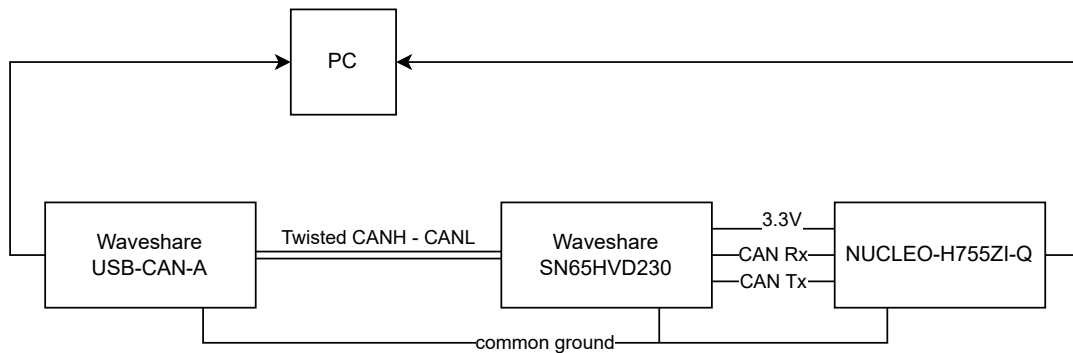 PC
Waveshare
USB-CAN-A
Twisted CANH - CANL
Waveshare
SN65HVD230
3.3V
CAN Rx
CAN Tx
NUCLEO-H755ZI-Q
common ground